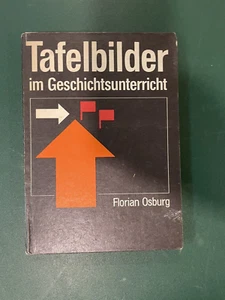 Tafelbilder
im Geschichtsunterricht
Florian Osburg